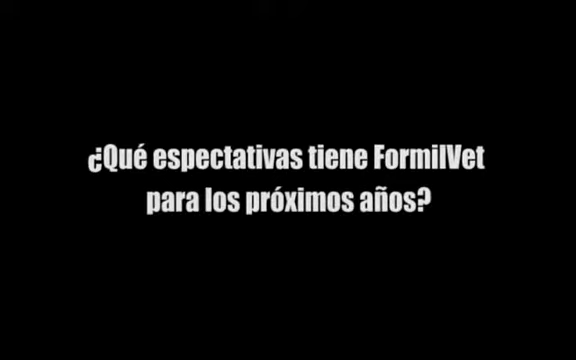 ¿Qué espectativas tiene FormilVet
para los próximos años?